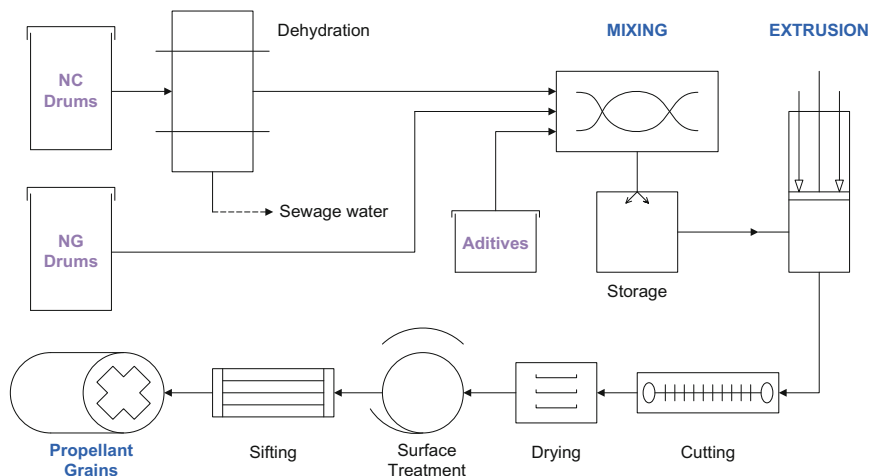 Dehydration
MIXING
EXTRUSION
NC
Drums
Sewage water
NG
Drums
Aditives
Storage
Propellant
Grains
Sifting
Surface
Treatment
Drying
Cutting